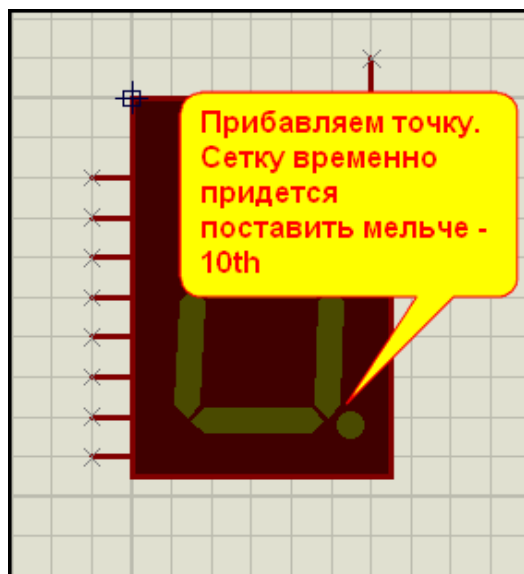 Прибавляем точку.
Сетку временно
придется
поставить мельче -
10th